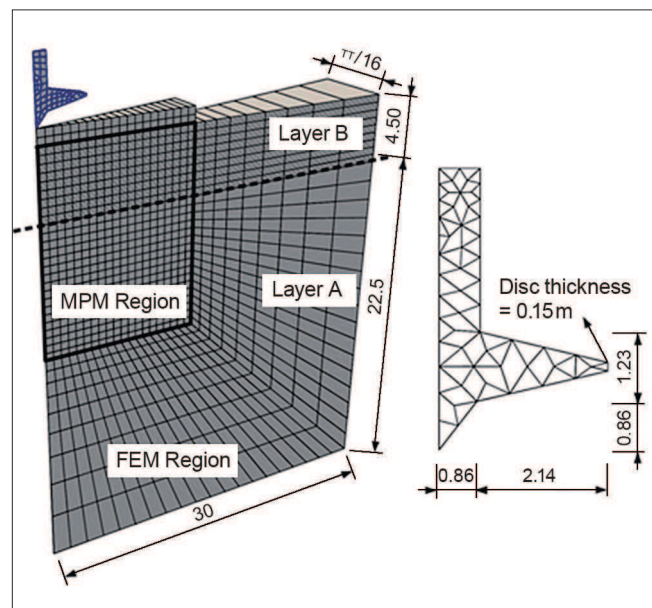 π/16
Layer B
4.50
MPM Region
Layer A
22.5
FEM Region
30
Disc thickness
= 0.15m
1.23
0.86
0.86
2.14